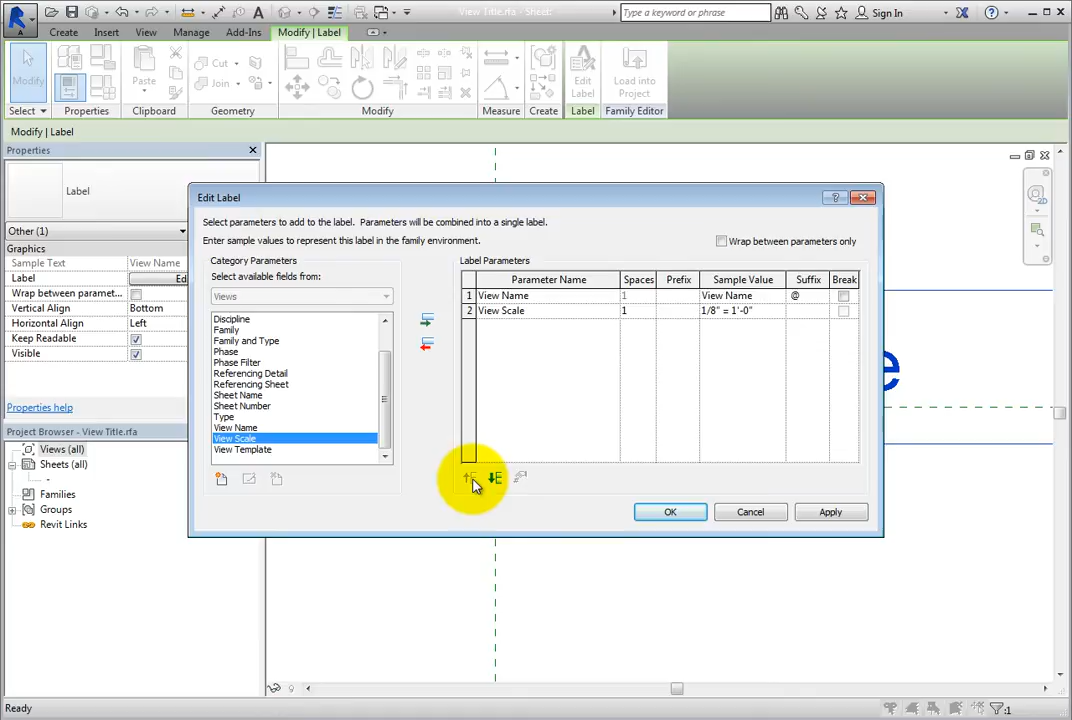 View Title.rfa - Sheet:
Type a keyword or phrase
Sign In
Create Insert View Manage Add-Ins Modify | Label
Modify
Paste
Cut
Join
Edit Label
Load into Project
Select Properties Clipboard Geometry Modify Measure Create Label Family Editor
Modify | Label
Properties
Label
Other (1)
Graphics
Sample Text View Name
Label Edi
Wrap between paramet...
Vertical Align Bottom
Horizontal Align Left
Keep Readable
Visible
Properties help
Project Browser - View Title.rfa
Views (all)
Sheets (all)
-
Families
Groups
Revit Links
Edit Label
Select parameters to add to the label. Parameters will be combined into a single label.
Enter sample values to represent this label in the family environment.
Wrap between parameters only
Category Parameters
Select available fields from:
Views
Discipline
Family
Family and Type
Phase
Phase Filter
Referencing Detail
Referencing Sheet
Sheet Name
Sheet Number
Type
View Name
View Scale
View Template
Label Parameters
Parameter Name Spaces Prefix Sample Value Suffix Break
1 View Name 1 View Name @
2 View Scale 1 1/8" = 1'-0"
OK Cancel Apply
e
Ready
:1